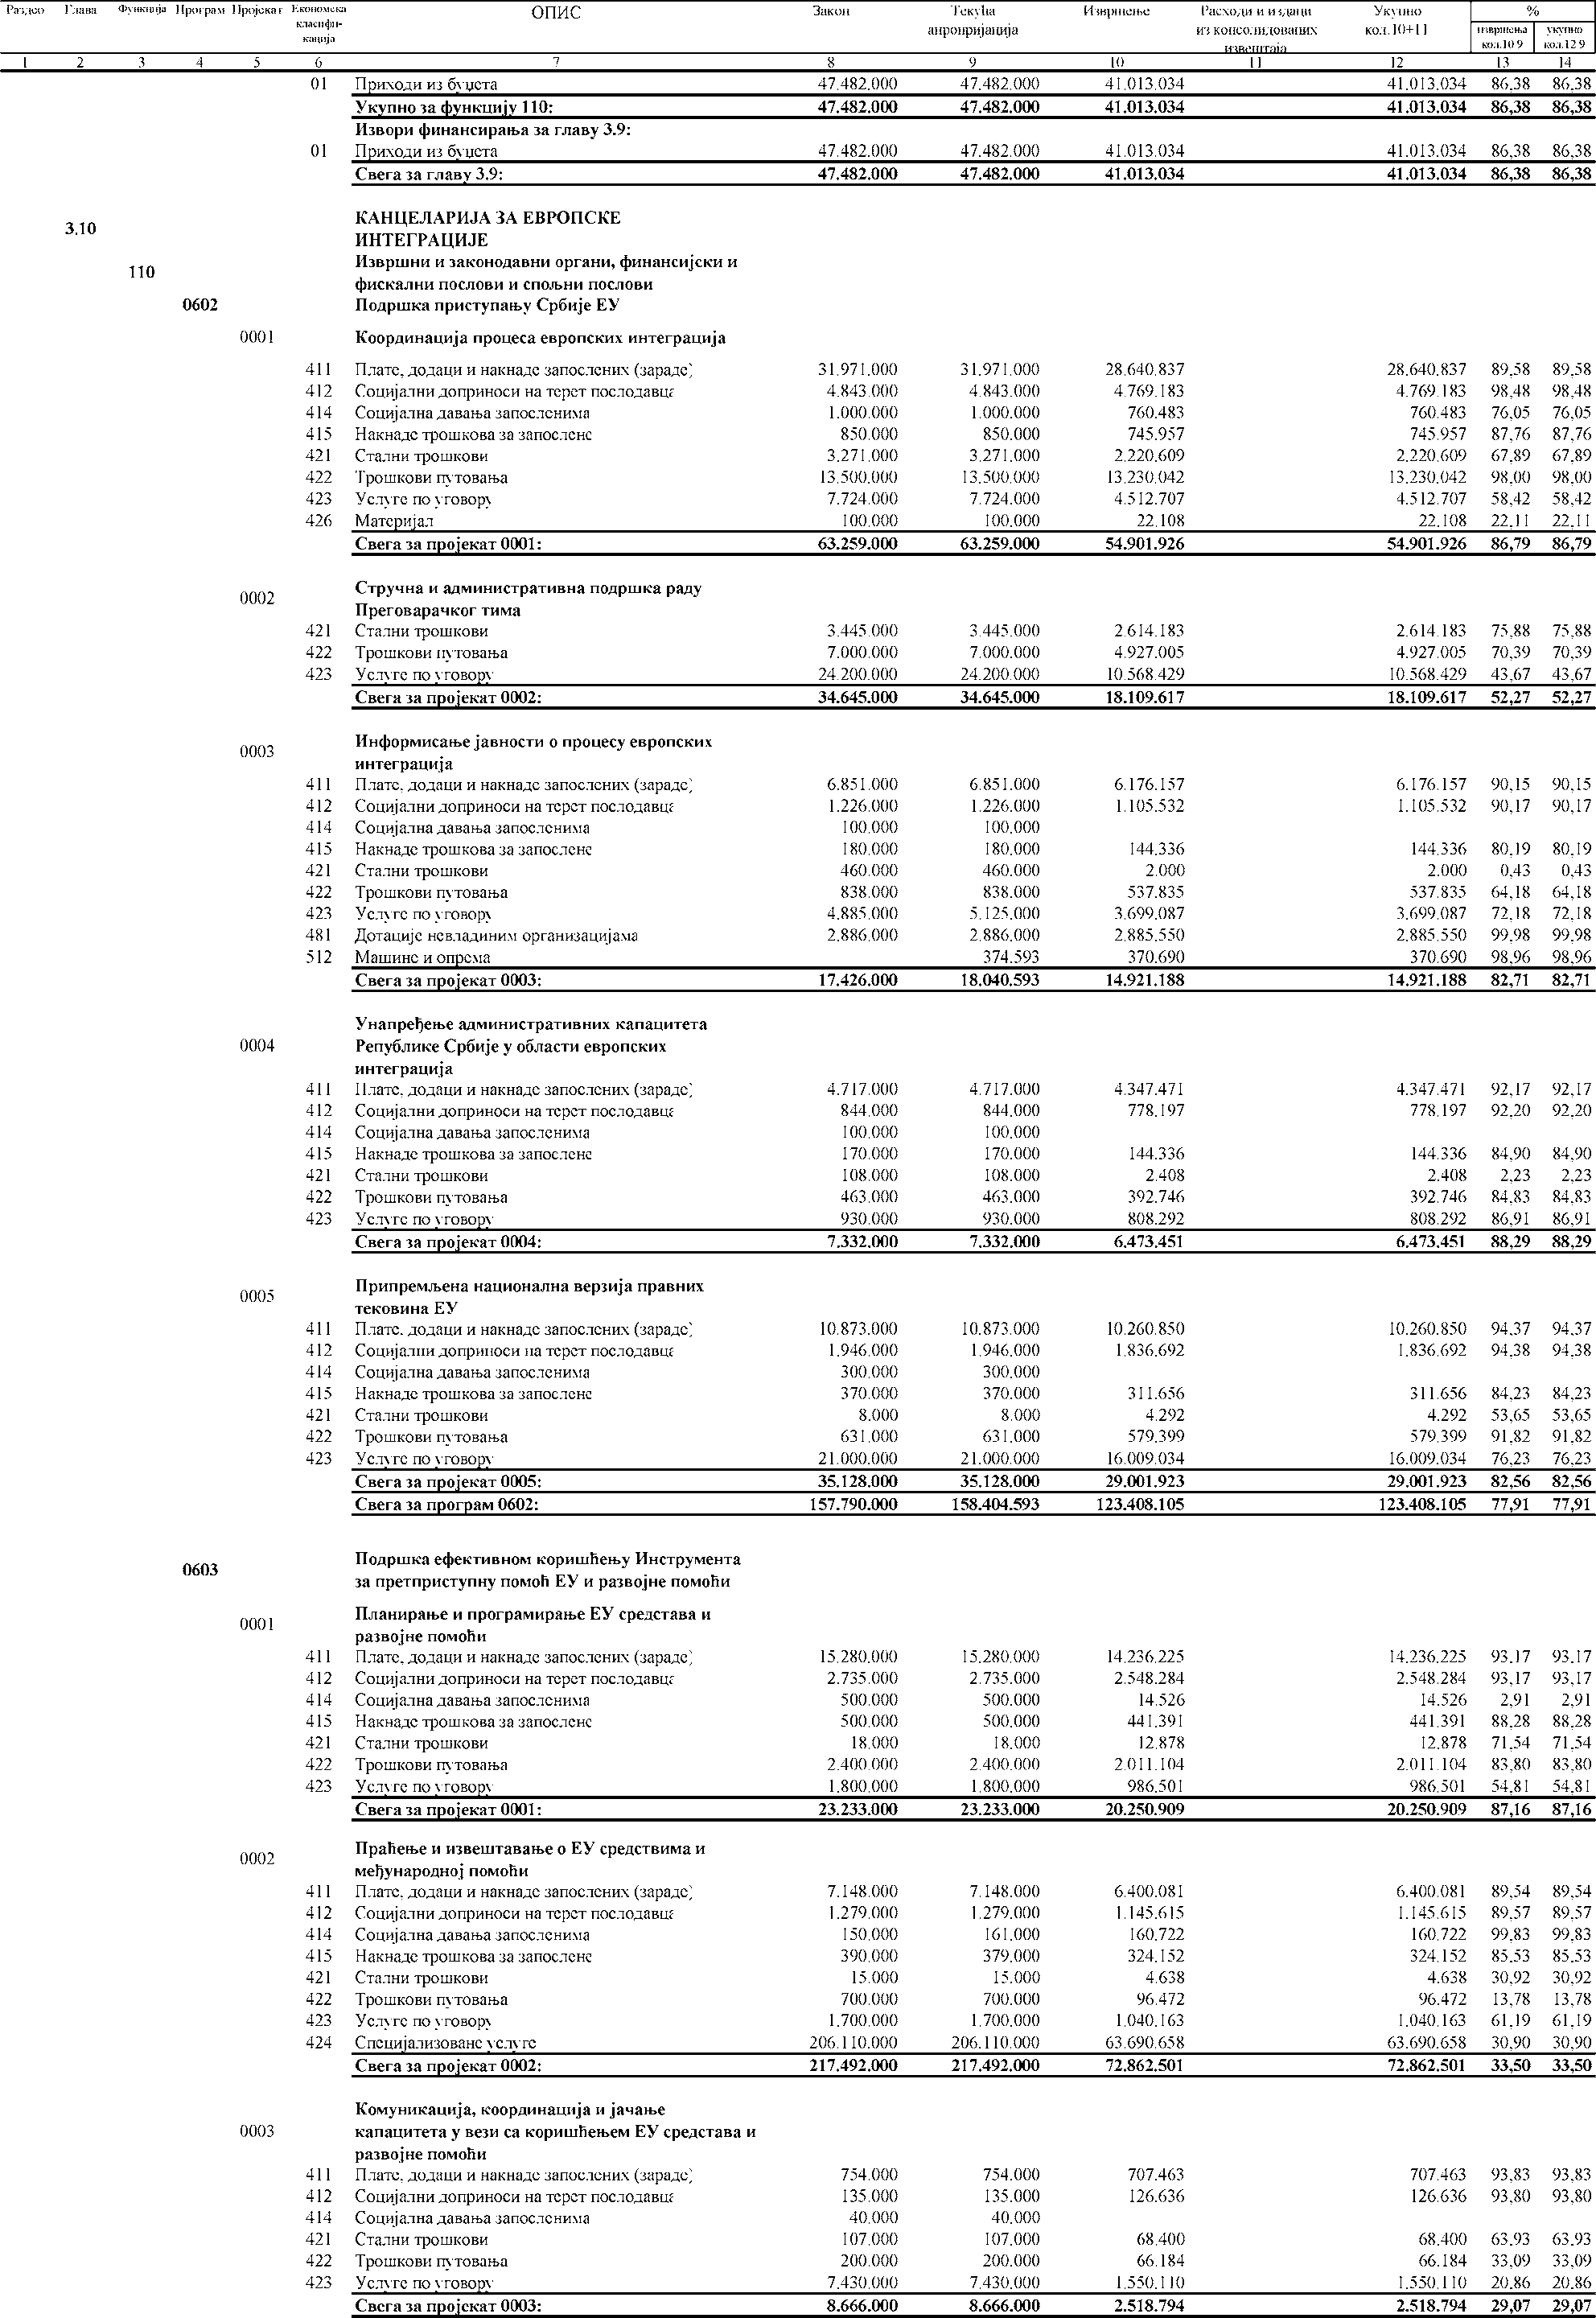 Раздео Глава Функција Програм Пројекат Економска класифи- кација ОПИС Закон Текућа апропријација Извршење Расходи и издаци из консолидованих извештаја Укупно кол.10+11 % извршења кол.10/9 укупно кол.12/9
1 2 3 4 5 6 7 8 9 10 11 12 13 14
01 Приходи из буџета 47.482.000 47.482.000 41.013.034 41.013.034 86,38 86,38
Укупно за функцију 110: 47.482.000 47.482.000 41.013.034 41.013.034 86,38 86,38
Извори финансирања за главу 3.9:
01 Приходи из буџета 47.482.000 47.482.000 41.013.034 41.013.034 86,38 86,38
Свега за главу 3.9: 47.482.000 47.482.000 41.013.034 41.013.034 86,38 86,38
3.10 КАНЦЕЛАРИЈА ЗА ЕВРОПСКЕ
ИНТЕГРАЦИЈЕ
110 Извршни и законодавни органи, финансијски и
фискални послови и спољни послови
0602 Подршка приступању Србије ЕУ
0001 Координација процеса европских интеграција
411 Плате, додаци и накнаде запослених (зараде) 31.971.000 31.971.000 28.640.837 28.640.837 89,58 89,58
412 Социјални доприноси на терет послодавца 4.843.000 4.843.000 4.769.183 4.769.183 98,48 98,48
414 Социјална давања запосленима 1.000.000 1.000.000 760.483 760.483 76,05 76,05
415 Накнаде трошкова за запослене 850.000 850.000 745.957 745.957 87,76 87,76
421 Стални трошкови 3.271.000 3.271.000 2.220.609 2.220.609 67,89 67,89
422 Трошкови путовања 13.500.000 13.500.000 13.230.042 13.230.042 98,00 98,00
423 Услуге по уговору 7.724.000 7.724.000 4.512.707 4.512.707 58,42 58,42
426 Материјал 100.000 100.000 22.108 22.108 22,11 22,11
Свега за пројекат 0001: 63.259.000 63.259.000 54.901.926 54.901.926 86,79 86,79
0002 Стручна и административна подршка раду
Преговарачког тима
421 Стални трошкови 3.445.000 3.445.000 2.614.183 2.614.183 75,88 75,88
422 Трошкови путовања 7.000.000 7.000.000 4.927.005 4.927.005 70,39 70,39
423 Услуге по уговору 24.200.000 24.200.000 10.568.429 10.568.429 43,67 43,67
Свега за пројекат 0002: 34.645.000 34.645.000 18.109.617 18.109.617 52,27 52,27
0003 Информисање јавности о процесу европских
интеграција
411 Плате, додаци и накнаде запослених (зараде) 6.851.000 6.851.000 6.176.157 6.176.157 90,15 90,15
412 Социјални доприноси на терет послодавца 1.226.000 1.226.000 1.105.532 1.105.532 90,17 90,17
414 Социјална давања запосленима 100.000 100.000
415 Накнаде трошкова за запослене 180.000 180.000 144.336 144.336 80,19 80,19
421 Стални трошкови 460.000 460.000 2.000 2.000 0,43 0,43
422 Трошкови путовања 838.000 838.000 537.835 537.835 64,18 64,18
423 Услуге по уговору 4.885.000 5.125.000 3.699.087 3.699.087 72,18 72,18
481 Дотације невладиним организацијама 2.886.000 2.886.000 2.885.550 2.885.550 99,98 99,98
512 Машине и опрема 374.593 370.690 370.690 98,96 98,96
Свега за пројекат 0003: 17.426.000 18.040.593 14.921.188 14.921.188 82,71 82,71
0004 Унапређење административних капацитета
Републике Србије у области европских
интеграција
411 Плате, додаци и накнаде запослених (зараде) 4.717.000 4.717.000 4.347.471 4.347.471 92,17 92,17
412 Социјални доприноси на терет послодавца 844.000 844.000 778.197 778.197 92,20 92,20
414 Социјална давања запосленима 100.000 100.000
415 Накнаде трошкова за запослене 170.000 170.000 144.336 144.336 84,90 84,90
421 Стални трошкови 108.000 108.000 2.408 2.408 2,23 2,23
422 Трошкови путовања 463.000 463.000 392.746 392.746 84,83 84,83
423 Услуге по уговору 930.000 930.000 808.292 808.292 86,91 86,91
Свега за пројекат 0004: 7.332.000 7.332.000 6.473.451 6.473.451 88,29 88,29
0005 Припремљена национална верзија правних
тековина ЕУ
411 Плате, додаци и накнаде запослених (зараде) 10.873.000 10.873.000 10.260.850 10.260.850 94,37 94,37
412 Социјални доприноси на терет послодавца 1.946.000 1.946.000 1.836.692 1.836.692 94,38 94,38
414 Социјална давања запосленима 300.000 300.000
415 Накнаде трошкова за запослене 370.000 370.000 311.656 311.656 84,23 84,23
421 Стални трошкови 8.000 8.000 4.292 4.292 53,65 53,65
422 Трошкови путовања 631.000 631.000 579.399 579.399 91,82 91,82
423 Услуге по уговору 21.000.000 21.000.000 16.009.034 16.009.034 76,23 76,23
Свега за пројекат 0005: 35.128.000 35.128.000 29.001.923 29.001.923 82,56 82,56
Свега за програм 0602: 157.790.000 158.404.593 123.408.105 123.408.105 77,91 77,91
0603 Подршка ефективном коришћењу Инструмента
за претприступну помоћ ЕУ и развојне помоћи
0001 Планирање и програмирање ЕУ средстава и
развојне помоћи
411 Плате, додаци и накнаде запослених (зараде) 15.280.000 15.280.000 14.236.225 14.236.225 93,17 93,17
412 Социјални доприноси на терет послодавца 2.735.000 2.735.000 2.548.284 2.548.284 93,17 93,17
414 Социјална давања запосленима 500.000 500.000 14.526 14.526 2,91 2,91
415 Накнаде трошкова за запослене 500.000 500.000 441.391 441.391 88,28 88,28
421 Стални трошкови 18.000 18.000 12.878 12.878 71,54 71,54
422 Трошкови путовања 2.400.000 2.400.000 2.011.104 2.011.104 83,80 83,80
423 Услуге по уговору 1.800.000 1.800.000 986.501 986.501 54,81 54,81
Свега за пројекат 0001: 23.233.000 23.233.000 20.250.909 20.250.909 87,16 87,16
0002 Праћење и извештавање о ЕУ средствима и
међународној помоћи
411 Плате, додаци и накнаде запослених (зараде) 7.148.000 7.148.000 6.400.081 6.400.081 89,54 89,54
412 Социјални доприноси на терет послодавца 1.279.000 1.279.000 1.145.615 1.145.615 89,57 89,57
414 Социјална давања запосленима 150.000 161.000 160.722 160.722 99,83 99,83
415 Накнаде трошкова за запослене 390.000 379.000 324.152 324.152 85,53 85,53
421 Стални трошкови 15.000 15.000 4.638 4.638 30,92 30,92
422 Трошкови путовања 700.000 700.000 96.472 96.472 13,78 13,78
423 Услуге по уговору 1.700.000 1.700.000 1.040.163 1.040.163 61,19 61,19
424 Специјализоване услуге 206.110.000 206.110.000 63.690.658 63.690.658 30,90 30,90
Свега за пројекат 0002: 217.492.000 217.492.000 72.862.501 72.862.501 33,50 33,50
0003 Комуникација, координација и јачање
капацитета у вези са коришћењем ЕУ средстава и
развојне помоћи
411 Плате, додаци и накнаде запослених (зараде) 754.000 754.000 707.463 707.463 93,83 93,83
412 Социјални доприноси на терет послодавца 135.000 135.000 126.636 126.636 93,80 93,80
414 Социјална давања запосленима 40.000 40.000
421 Стални трошкови 107.000 107.000 68.400 68.400 63,93 63,93
422 Трошкови путовања 200.000 200.000 66.184 66.184 33,09 33,09
423 Услуге по уговору 7.430.000 7.430.000 1.550.110 1.550.110 20,86 20,86
Свега за пројекат 0003: 8.666.000 8.666.000 2.518.794 2.518.794 29,07 29,07